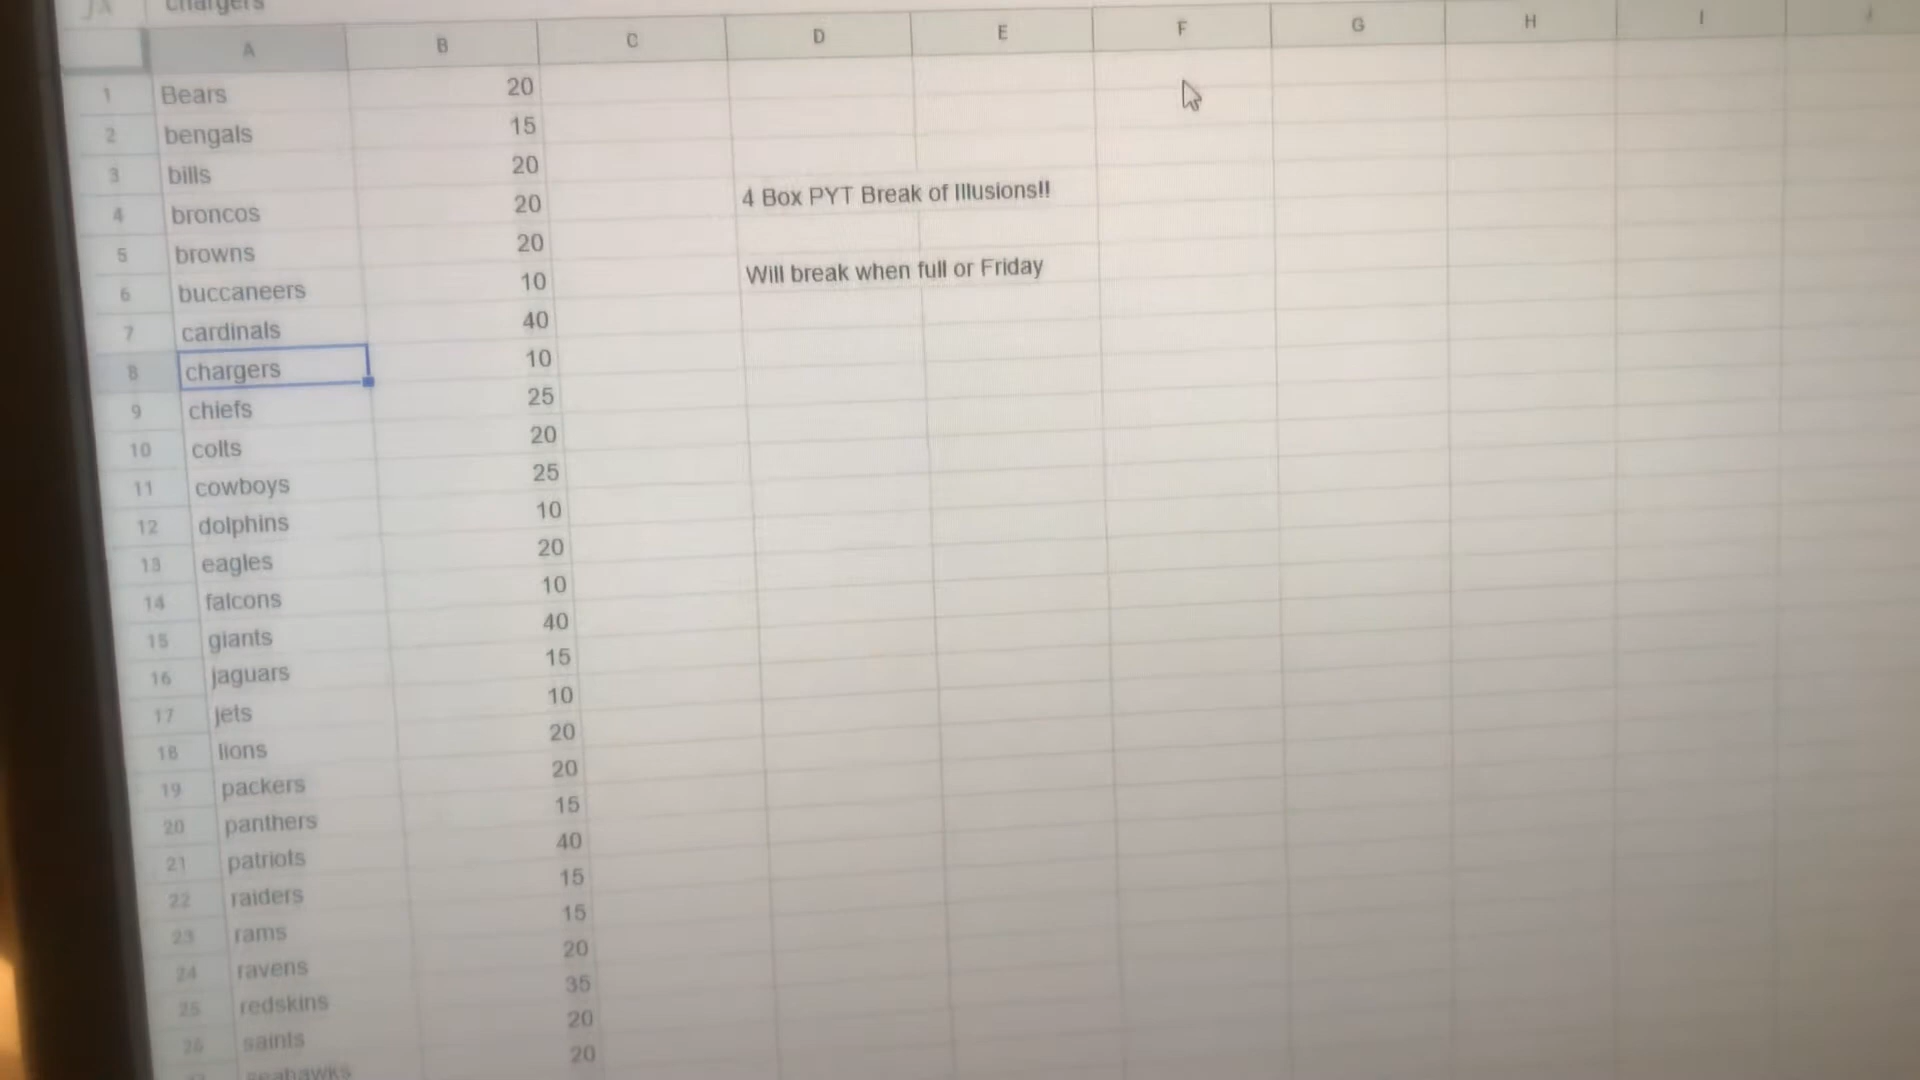 chargers
A B C D E F G H I J
1 Bears 20
2 bengals 15
3 bills 20
4 broncos 20 4 Box PYT Break of Illusions!!
5 browns 20
6 buccaneers 10 Will break when full or Friday
7 cardinals 40
8 chargers 10
9 chiefs 25
10 colts 20
11 cowboys 25
12 dolphins 10
13 eagles 20
14 falcons 10
15 giants 40
16 jaguars 15
17 jets 10
18 lions 20
19 packers 20
20 panthers 15
21 patriots 40
22 raiders 15
23 rams 15
24 ravens 20
25 redskins 35
26 saints 20
seahawks 20